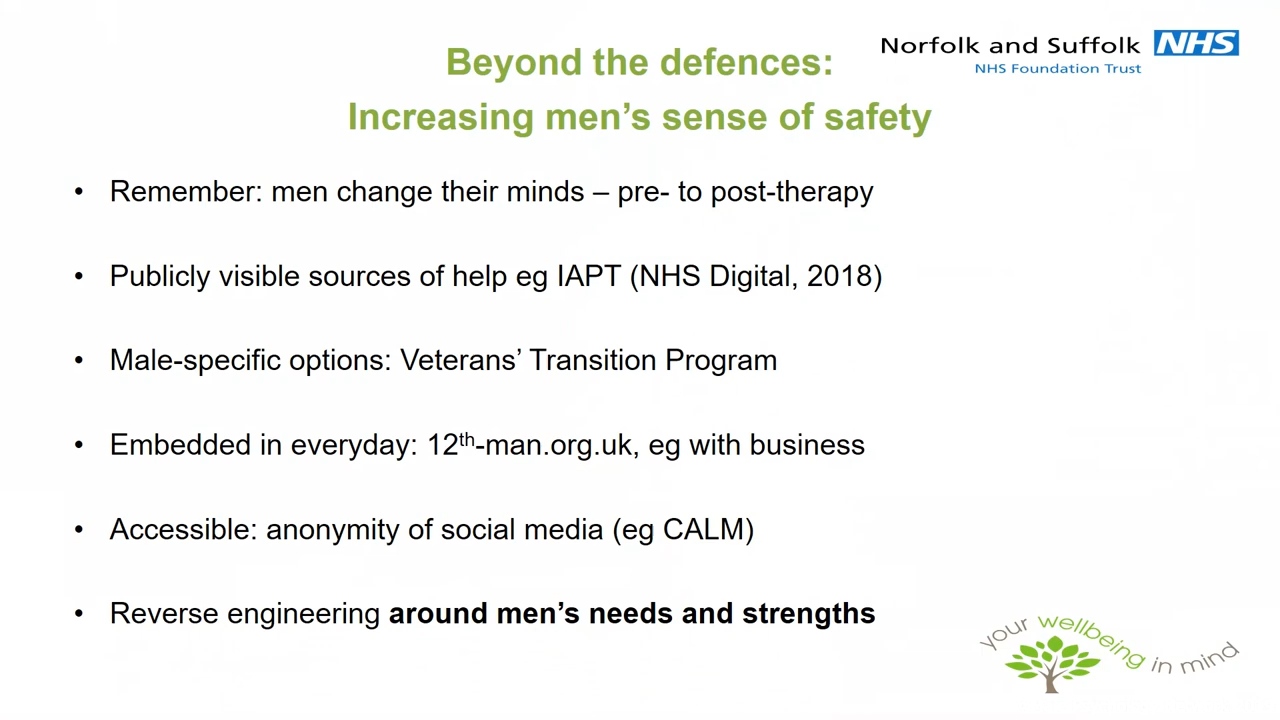 Norfolk and Suffolk NHS
NHS Foundation Trust
Beyond the defences:
Increasing men’s sense of safety
• Remember: men change their minds – pre- to post-therapy
• Publicly visible sources of help eg IAPT (NHS Digital, 2018)
• Male-specific options: Veterans’ Transition Program
• Embedded in everyday: 12th-man.org.uk, eg with business
• Accessible: anonymity of social media (eg CALM)
• Reverse engineering around men’s needs and strengths
your wellbeing in mind